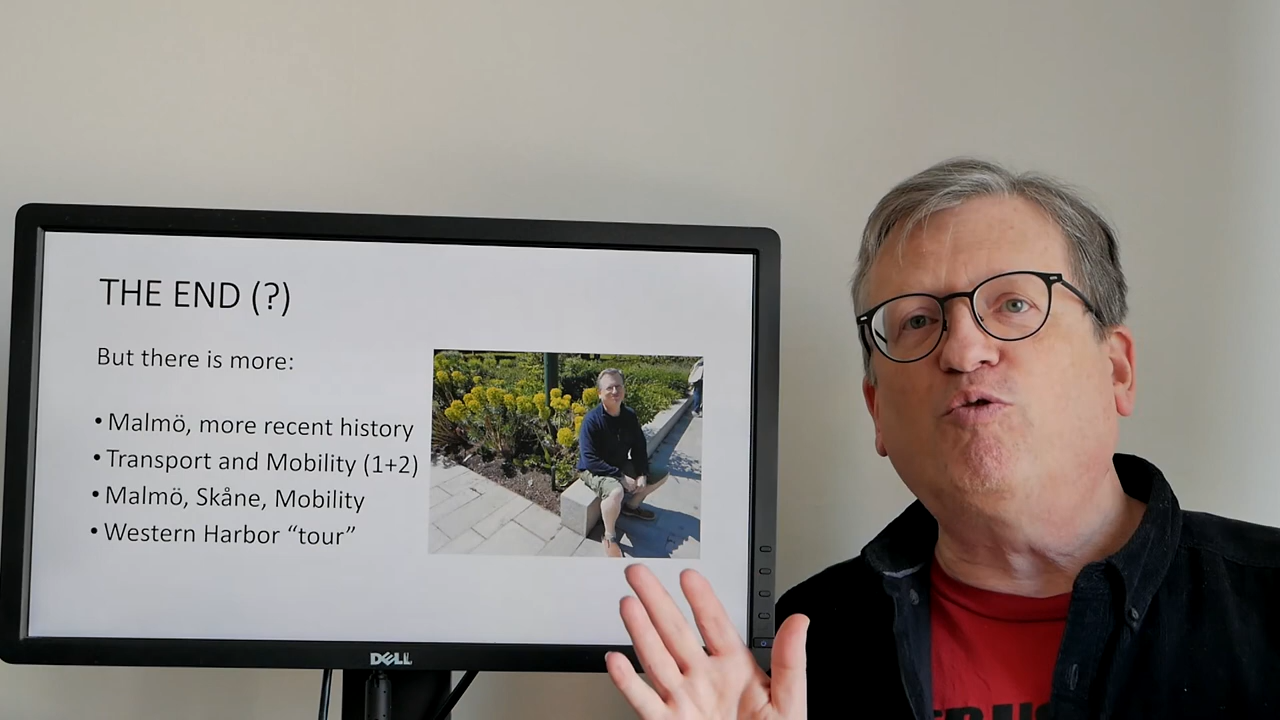 THE END (?)
But there is more:
• Malmö, more recent history
• Transport and Mobility (1+2)
• Malmö, Skåne, Mobility
• Western Harbor “tour”
DELL